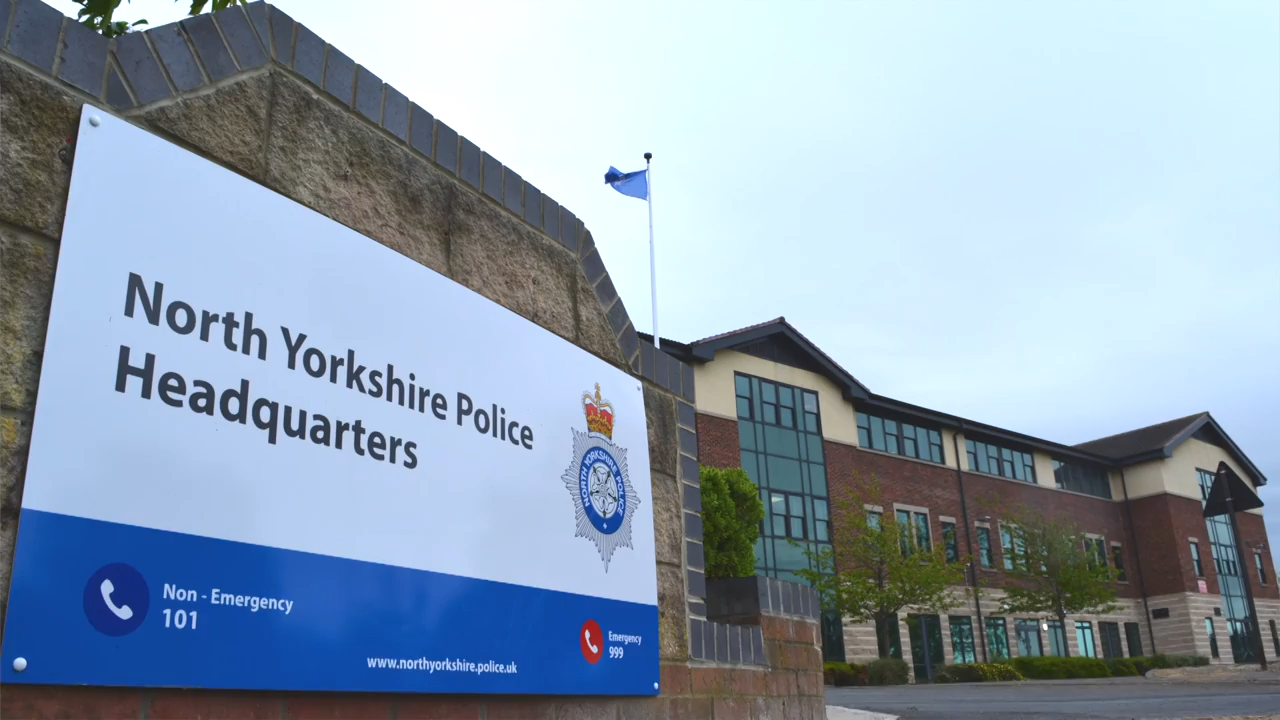 North Yorkshire Police
Headquarters
NORTH YORKSHIRE POLICE
Non - Emergency
101
Emergency
999
www.northyorkshire.police.uk